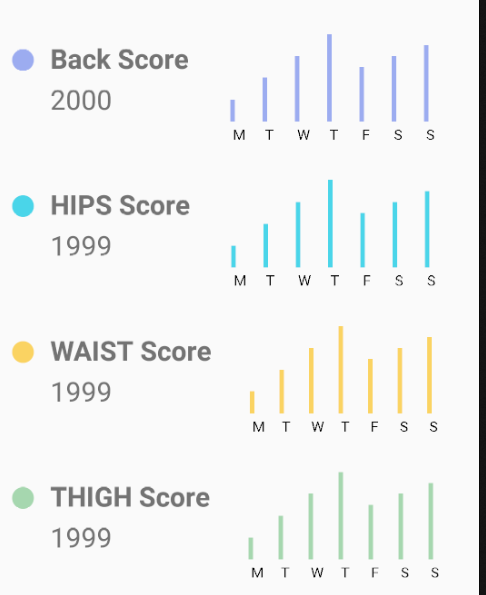 Back Score
2000
M T W T F S S
HIPS Score
1999
M T W T F S S
WAIST Score
1999
M T W T F S S
THIGH Score
1999
M T W T F S S